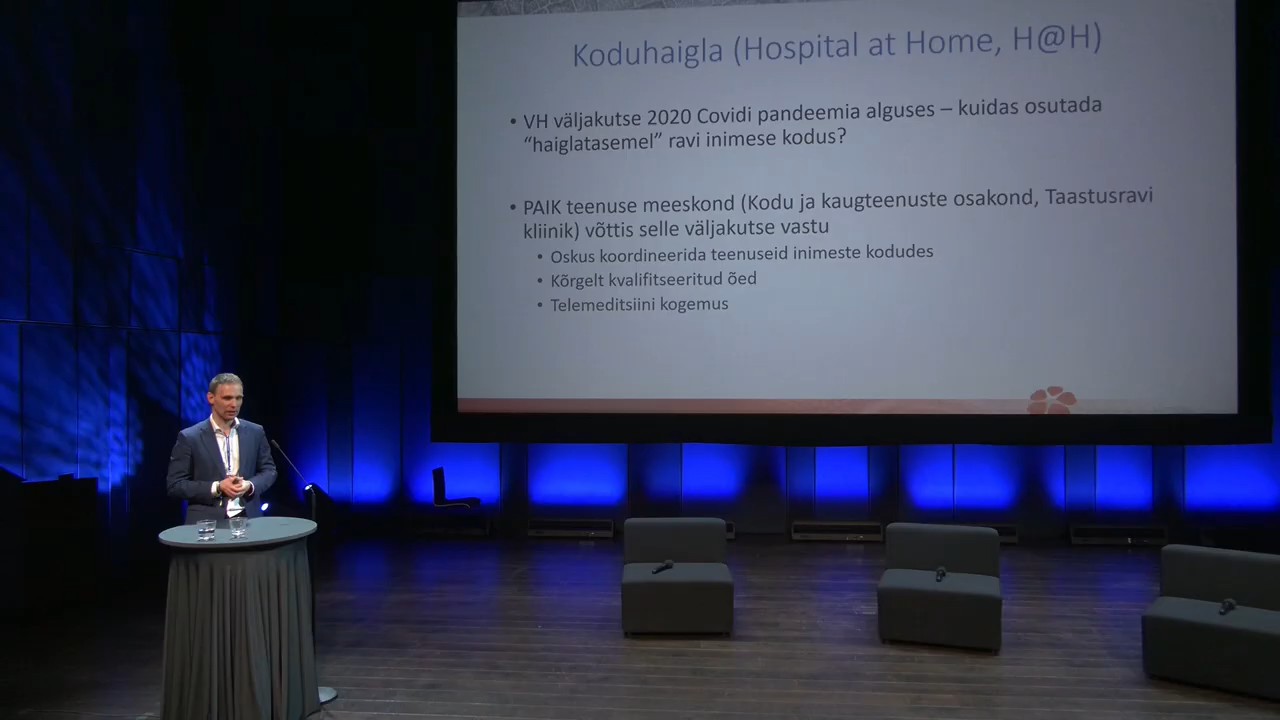 Koduhaigla (Hospital at Home, H@H)
• VH väljakutse 2020 Covidi pandeemia alguses – kuidas osutada
“haiglatasemel” ravi inimese kodus?
• PAIK teenuse meeskond (Kodu ja kaugteenuste osakond, Taastusravi
kliinik) võttis selle väljakutse vastu
• Oskus koordineerida teenuseid inimeste kodudes
• Kõrgelt kvalifitseeritud õed
• Telemeditsiini kogemus